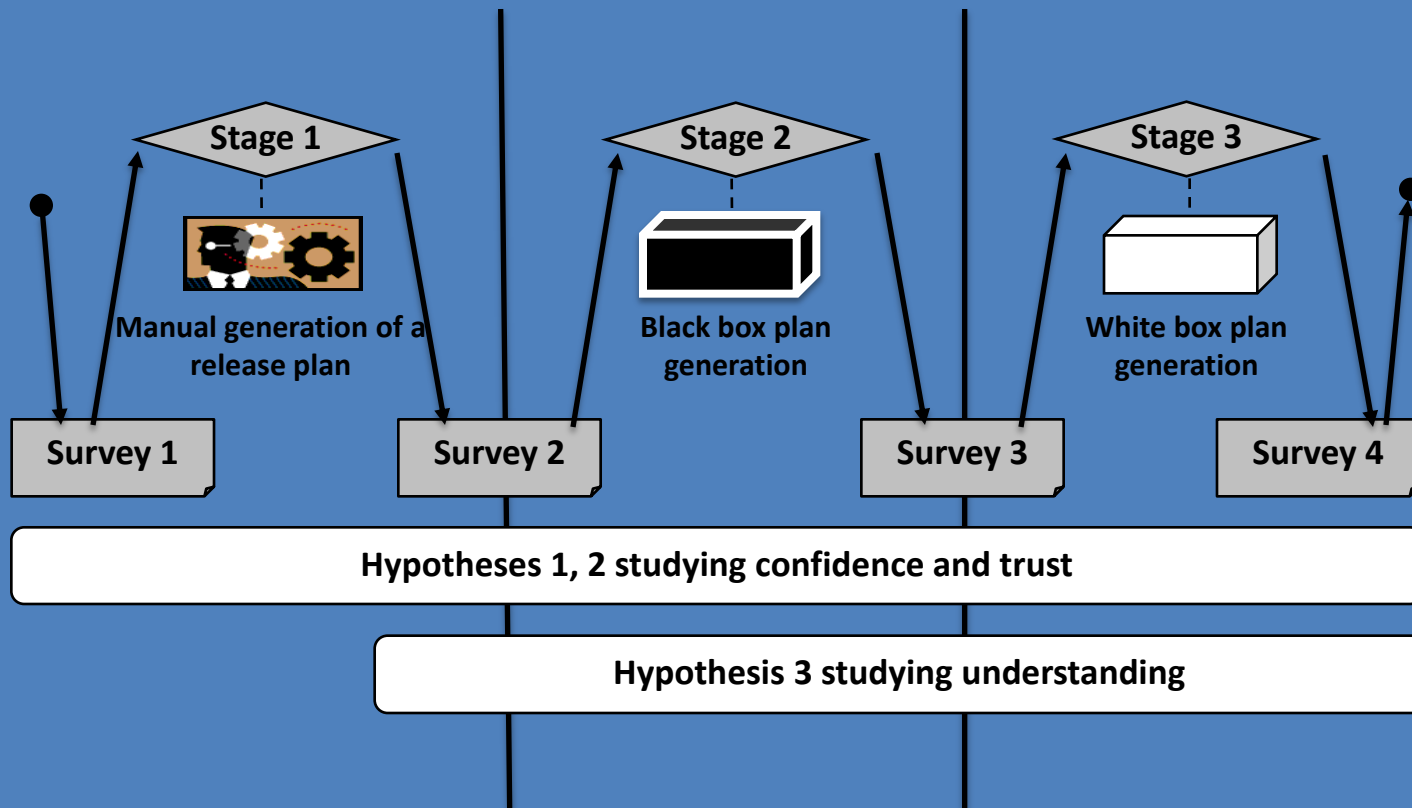 Stage 1
Stage 2
Stage 3
Manual generation of a
release plan
Black box plan
generation
White box plan
generation
Survey 1
Survey 2
Survey 3
Survey 4
Hypotheses 1, 2 studying confidence and trust
Hypothesis 3 studying understanding